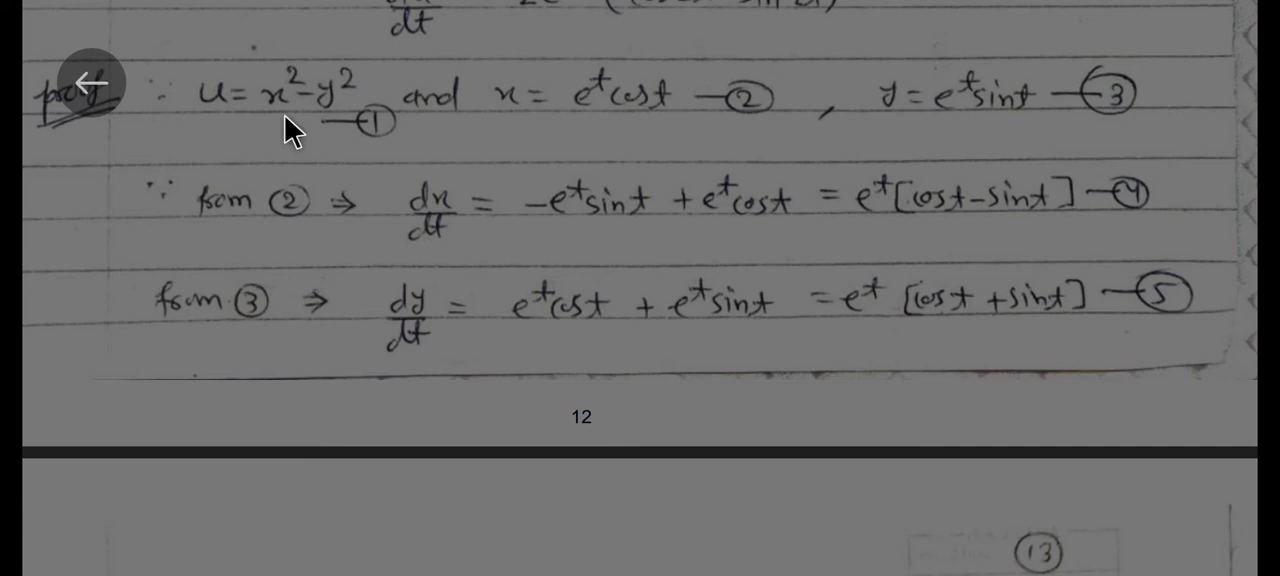 du/dt
proof ∵ u = x²-y² —① and x = eᵗcost —② , y = eᵗsint —③
∵ from ② ⇒ dx/dt = -eᵗsint + eᵗcost = eᵗ[cost-sint] —④
from ③ ⇒ dy/dt = eᵗcost + eᵗsint = eᵗ [cost +sint] —⑤
12
⑬